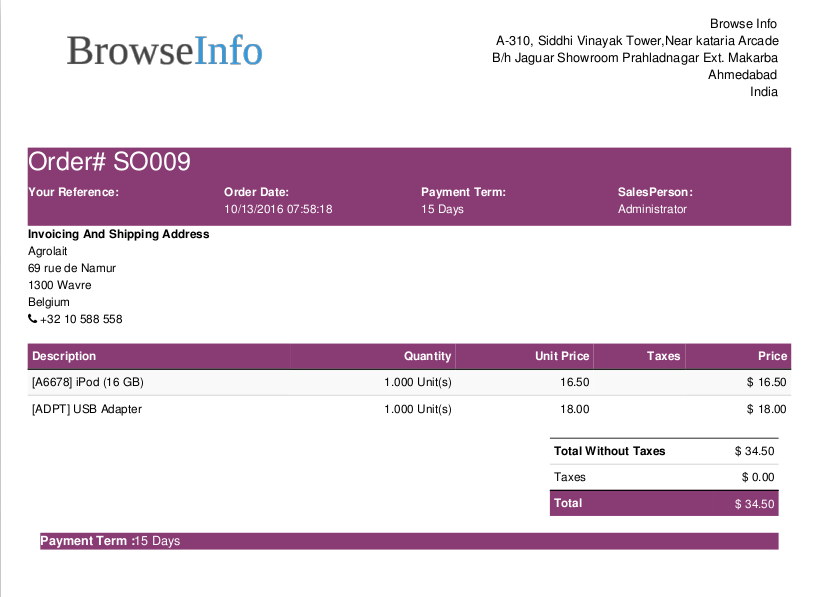 BrowseInfo
Browse Info
A-310, Siddhi Vinayak Tower,Near kataria Arcade
B/h Jaguar Showroom Prahladnagar Ext. Makarba
Ahmedabad
India
Order# SO009
Your Reference: Order Date: Payment Term: SalesPerson:
10/13/2016 07:58:18 15 Days Administrator
Invoicing And Shipping Address
Agrolait
69 rue de Namur
1300 Wavre
Belgium
+32 10 588 558
Description Quantity Unit Price Taxes Price
[A6678] iPod (16 GB) 1.000 Unit(s) 16.50 $ 16.50
[ADPT] USB Adapter 1.000 Unit(s) 18.00 $ 18.00
Total Without Taxes $ 34.50
Taxes $ 0.00
Total $ 34.50
Payment Term :15 Days